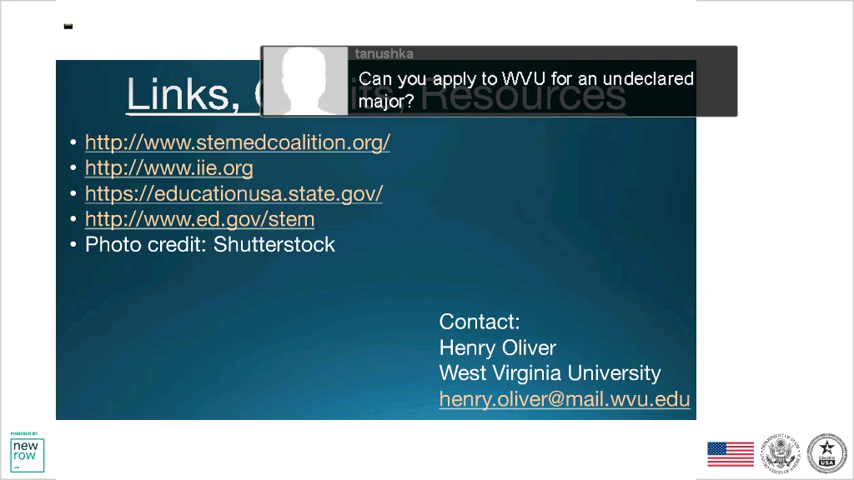 tanushka
Can you apply to WVU for an undeclared
major?
Links, Resources
• http://www.stemedcoalition.org/
• http://www.iie.org
• https://educationusa.state.gov/
• http://www.ed.gov/stem
• Photo credit: Shutterstock
Contact:
Henry Oliver
West Virginia University
henry.oliver@mail.wvu.edu
POWERED BY
new
row